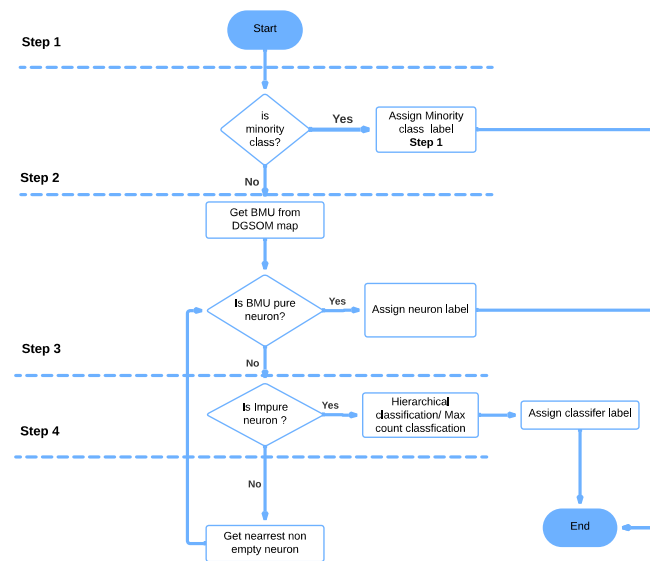 Start
Step 1
is
minority
class?
Yes
Assign Minority
class label
Step 1
No
Step 2
Get BMU from
DGSOM map
Is BMU pure
neuron?
Yes
Assign neuron label
No
Step 3
Is Impure
neuron ?
Yes
Hierarchical
classification/ Max
count classfication
Assign classifer label
Step 4
No
End
Get nearrest non
empty neuron